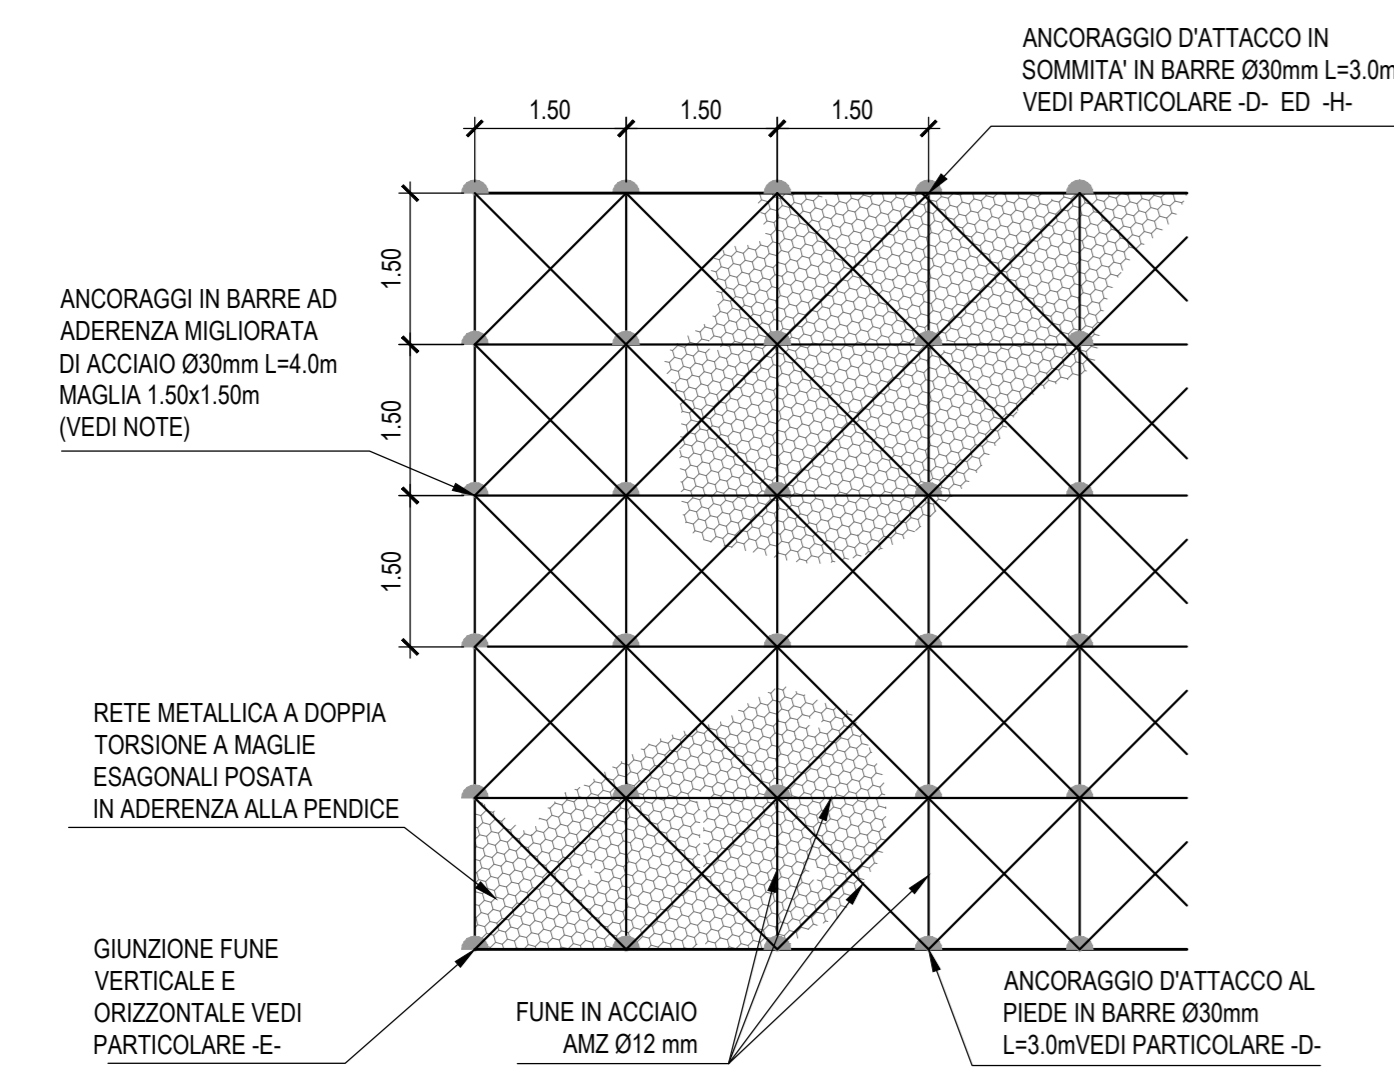 ANCORAGGIO D'ATTACCO IN
SOMMITA' IN BARRE Ø30mm L=3.0m
VEDI PARTICOLARE -D- ED -H-
1.50
1.50
1.50
1.50
1.50
1.50
ANCORAGGI IN BARRE AD
ADERENZA MIGLIORATA
DI ACCIAIO Ø30mm L=4.0m
MAGLIA 1.50x1.50m
(VEDI NOTE)
RETE METALLICA A DOPPIA
TORSIONE A MAGLIE
ESAGONALI POSATA
IN ADERENZA ALLA PENDICE
GIUNZIONE FUNE
VERTICALE E
ORIZZONTALE VEDI
PARTICOLARE -E-
FUNE IN ACCIAIO
AMZ Ø12 mm
ANCORAGGIO D'ATTACCO AL
PIEDE IN BARRE Ø30mm
L=3.0mVEDI PARTICOLARE -D-